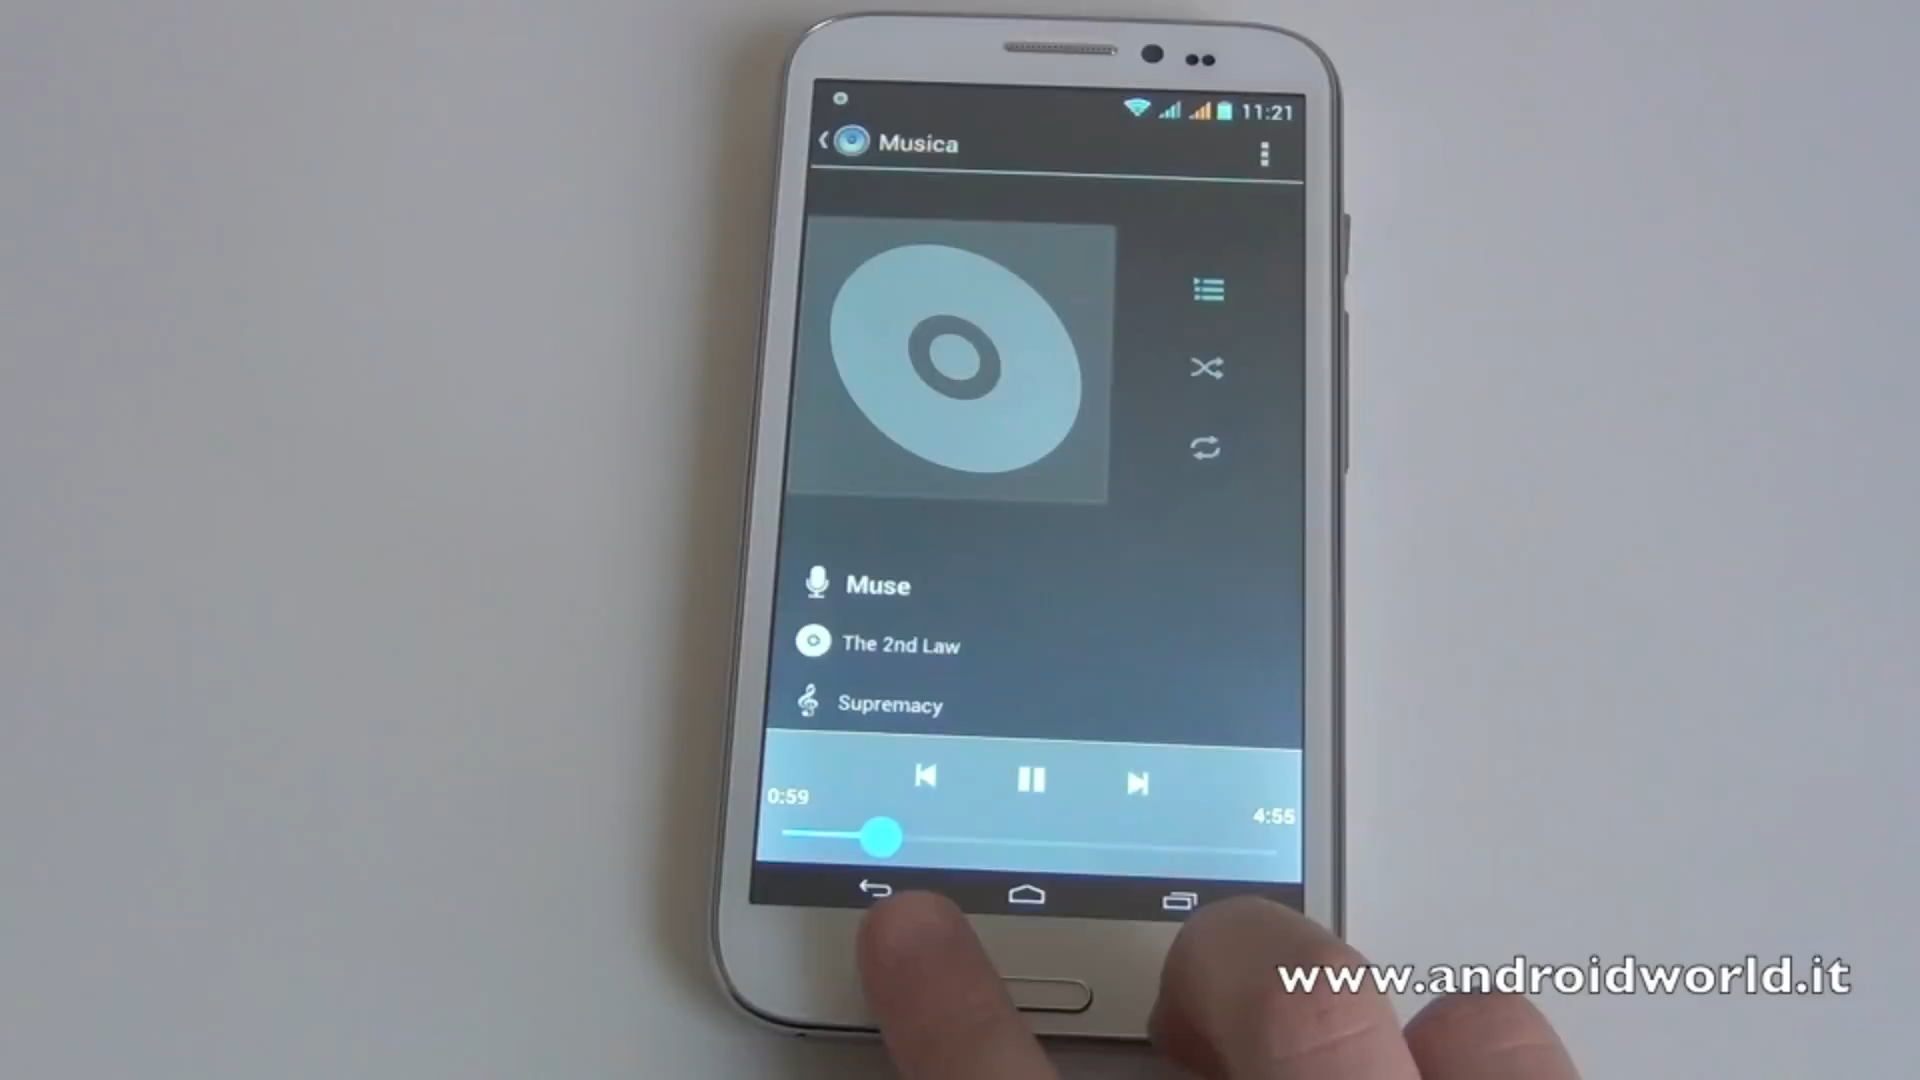 11:21
Musica
Muse
The 2nd Law
Supremacy
0:59
4:55
www.androidworld.it